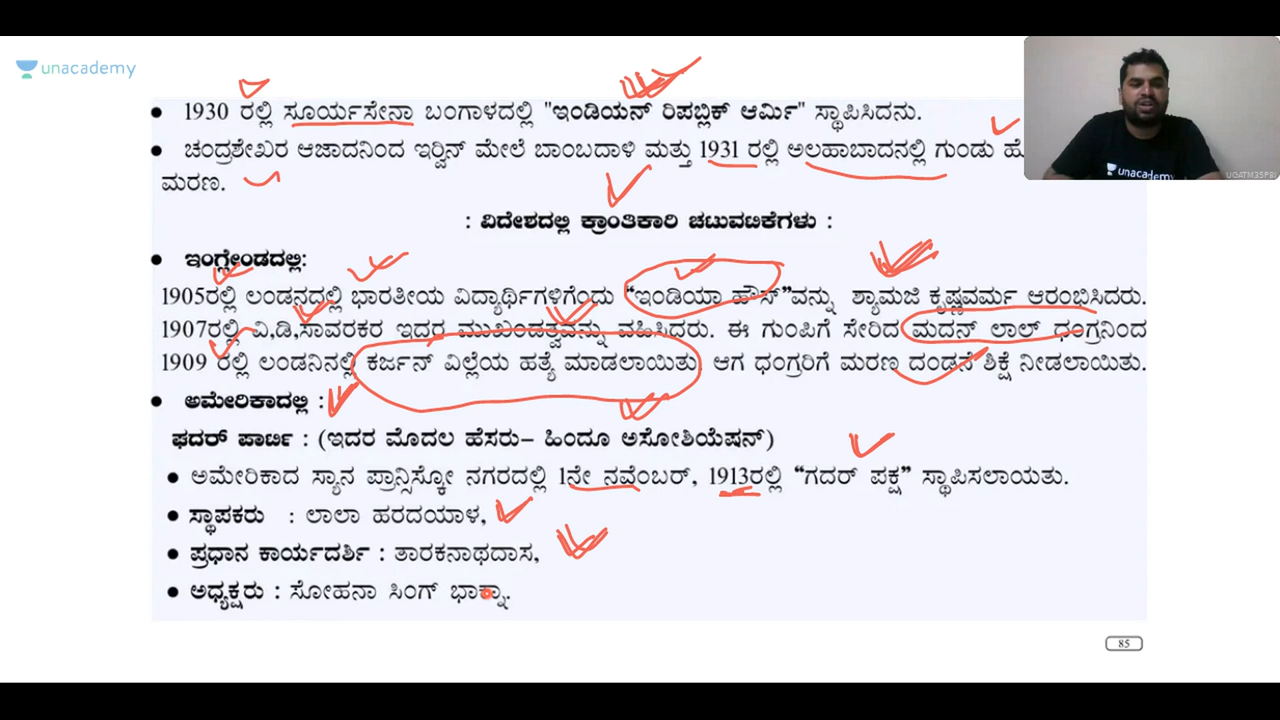 unacademy
• 1930 ರಲ್ಲಿ ಸೂರ್ಯಸೇನಾ ಬಂಗಾಳದಲ್ಲಿ "ಇಂಡಿಯನ್ ರಿಪಬ್ಲಿಕ್ ಆರ್ಮಿ" ಸ್ಥಾಪಿಸಿದನು.
• ಚಂದ್ರಶೇಖರ ಆಜಾದನಿಂದ ಇರ್‍ವಿನ್ ಮೇಲೆ ಬಾಂಬದಾಳಿ ಮತ್ತು 1931 ರಲ್ಲಿ ಅಲಹಾಬಾದನಲ್ಲಿ ಗುಂಡು
ಮರಣ.
unacademy
: ವಿದೇಶದಲ್ಲಿ ಕ್ರಾಂತಿಕಾರಿ ಚಟುವಟಿಕೆಗಳು :
• ಇಂಗ್ಲೇಂಡದಲ್ಲಿ:
1905ರಲ್ಲಿ ಲಂಡನದಲ್ಲಿ ಭಾರತೀಯ ವಿದ್ಯಾರ್ಥಿಗಳಿಗೆಂದು "ಇಂಡಿಯಾ ಹೌಸ್"ವನ್ನು ಶ್ಯಾಮಜಿ ಕೃಷ್ಣವರ್ಮ ಆರಂಭಿಸಿದರು.
1907ರಲ್ಲಿ ವಿ,ಡಿ,ಸಾವರಕರ ಇದರ ಮುಖಂಡತ್ವವನ್ನು ವಹಿಸಿದರು. ಈ ಗುಂಪಿಗೆ ಸೇರಿದ ಮದನ್ ಲಾಲ್ ಧಂಗ್ರನಿಂದ
1909 ರಲ್ಲಿ ಲಂಡನಿನಲ್ಲಿ ಕರ್ಜನ್ ವಿಲ್ಲೆಯ ಹತ್ಯೆ ಮಾಡಲಾಯಿತು ಆಗ ಧಂಗ್ರರಿಗೆ ಮರಣ ದಂಡನೆ ಶಿಕ್ಷೆ ನೀಡಲಾಯಿತು.
• ಅಮೇರಿಕಾದಲ್ಲಿ :
ಘದರ್ ಪಾರ್ಟಿ : (ಇದರ ಮೊದಲ ಹೆಸರು– ಹಿಂದೂ ಅಸೋಶಿಯೆಷನ್)
• ಅಮೇರಿಕಾದ ಸ್ಯಾನ ಪ್ರಾನ್ಸಿಸ್ಕೋ ನಗರದಲ್ಲಿ 1ನೇ ನವೆಂಬರ್, 1913ರಲ್ಲಿ "ಗದರ್ ಪಕ್ಷ" ಸ್ಥಾಪಿಸಲಾಯತು.
• ಸ್ಥಾಪಕರು : ಲಾಲಾ ಹರದಯಾಳ,
• ಪ್ರಧಾನ ಕಾರ್ಯದರ್ಶಿ : ತಾರಕನಾಥದಾಸ,
• ಅಧ್ಯಕ್ಷರು : ಸೋಹನಾ ಸಿಂಗ್ ಭಾಕ್ನಾ.
85